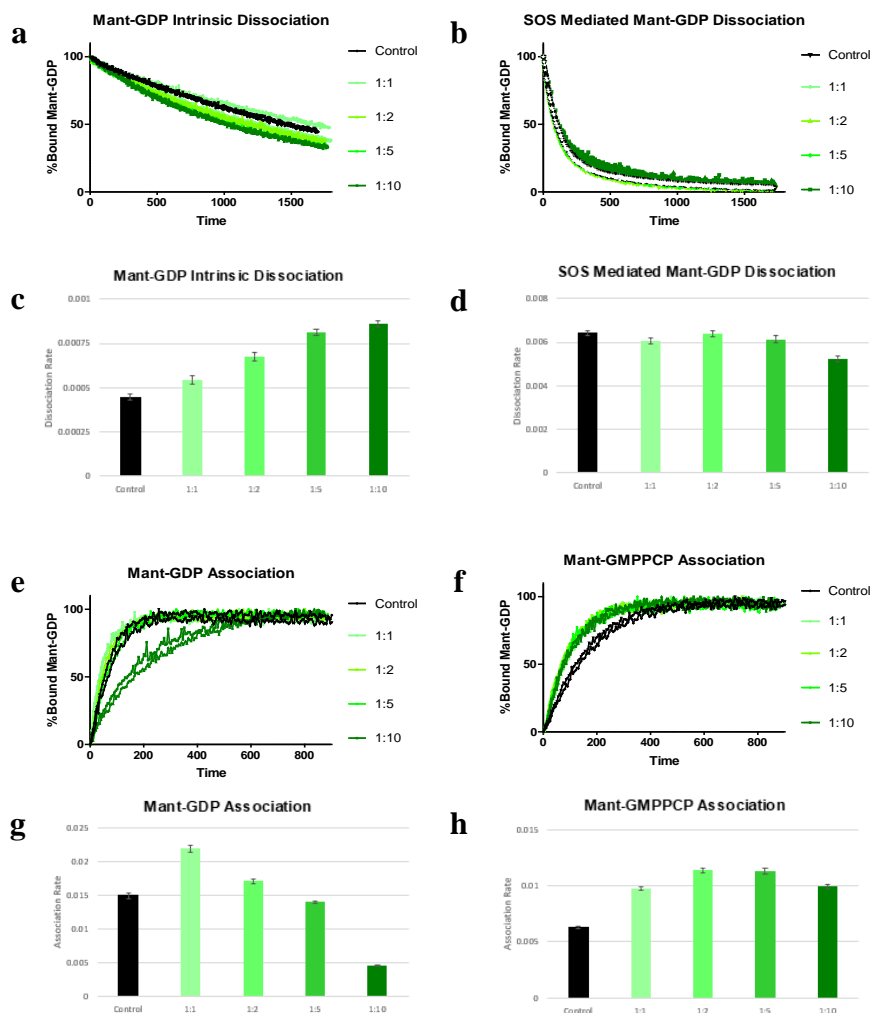 a
Mant-GDP Intrinsic Dissociation
%Bound Mant-GDP
100
50
0
0 500 1000 1500
Time
Control
1:1
1:2
1:5
1:10
b
SOS Mediated Mant-GDP Dissociation
%Bound Mant-GDP
100
50
0
0 500 1000 1500
Time
Control
1:1
1:2
1:5
1:10
c
Mant-GDP Intrinsic Dissociation
Dissociation Rate
0.001
0.00075
0.0005
0.00025
0
Control 1:1 1:2 1:5 1:10
d
SOS Mediated Mant-GDP Dissociation
Dissociation Rate
0.008
0.006
0.004
0.002
0
Control 1:1 1:2 1:5 1:10
e
Mant-GDP Association
%Bound Mant-GDP
100
50
0
0 200 400 600 800
Time
Control
1:1
1:2
1:5
1:10
f
Mant-GMPPCP Association
%Bound Mant-GDP
100
50
0
0 200 400 600 800
Time
Control
1:1
1:2
1:5
1:10
g
Mant-GDP Association
Association Rate
0.025
0.02
0.015
0.01
0.005
0
Control 1:1 1:2 1:5 1:10
h
Mant-GMPPCP Association
Association Rate
0.015
0.01
0.005
0
Control 1:1 1:2 1:5 1:10